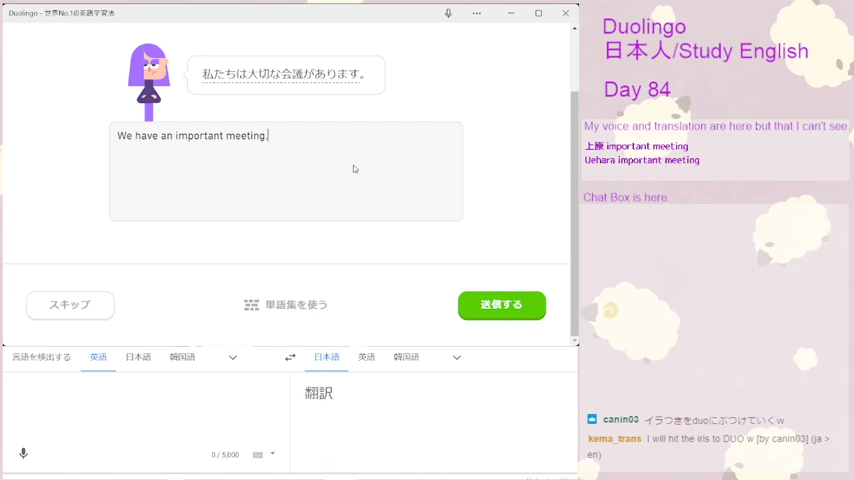 Duolingo - 世界No.1の英語学習法
私たちは大切な会議があります。
We have an important meeting.
スキップ
単語集を使う
送信する
言語を検出する 英語 日本語 韓国語
日本語 英語 韓国語
翻訳
0 / 5,000
Duolingo
日本人/Study English
Day 84
My voice and translation are here but that I can't see
上原 important meeting
Uehara important meeting
Chat Box is here.
canin03 イラつきをduoにぶつけていくw
kema_trans I will hit the iris to DUO w [by canin03] (ja >
en)